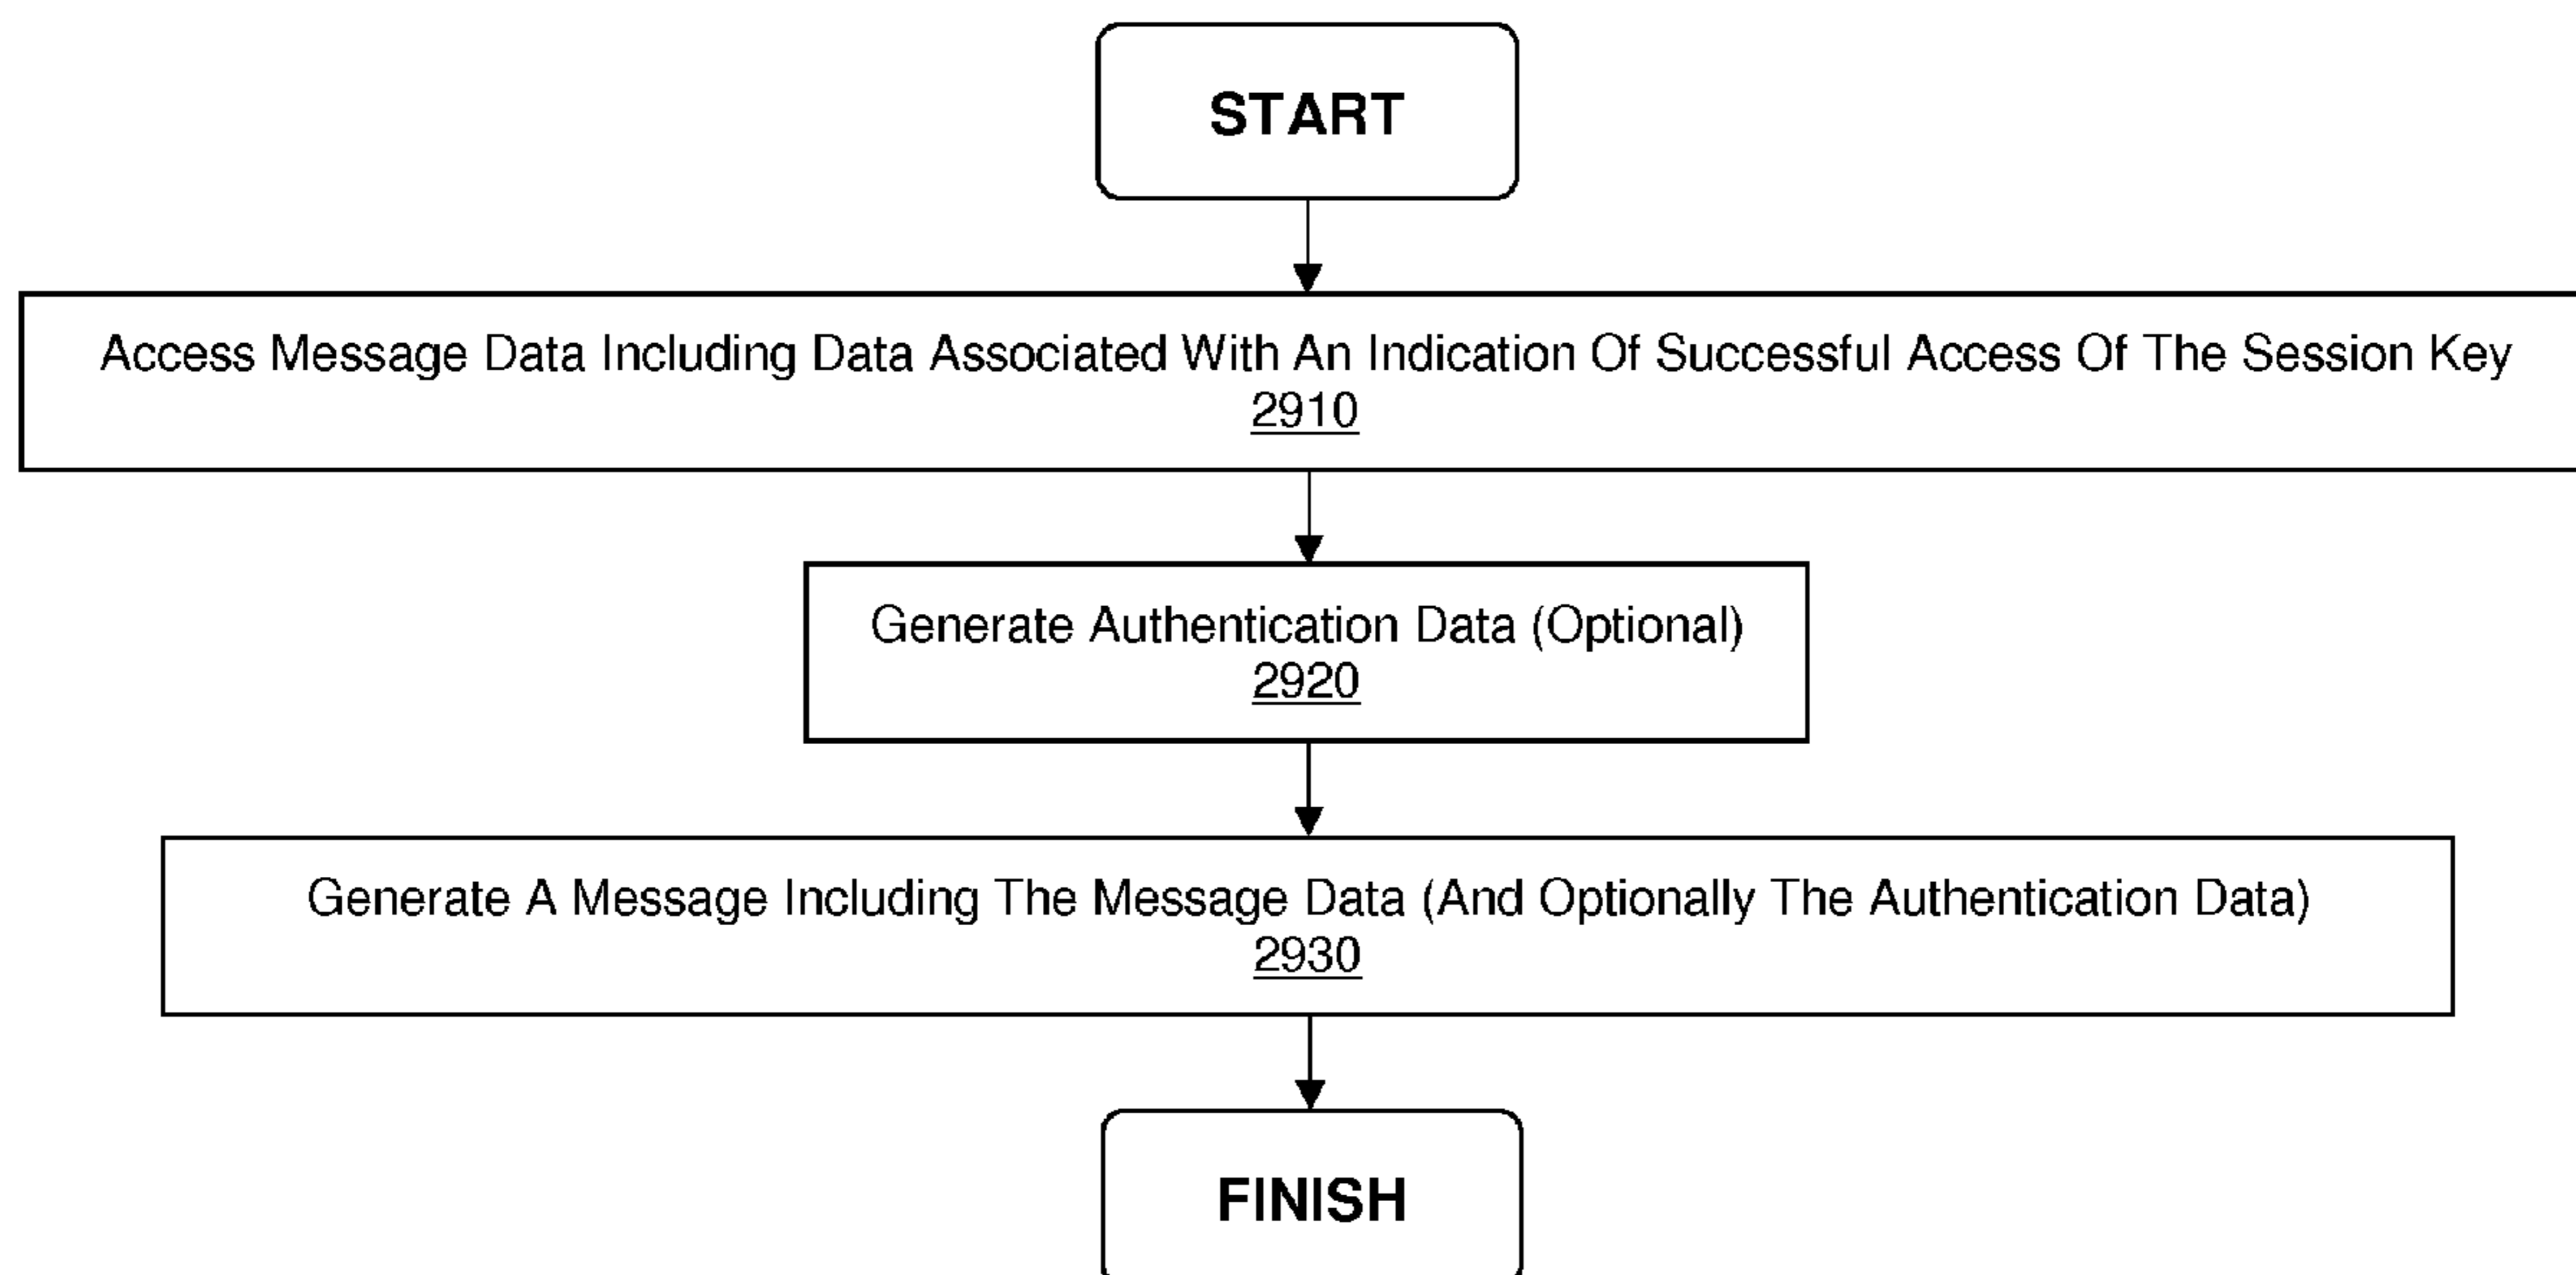 START
Access Message Data Including Data Associated With An Indication Of Successful Access Of The Session Key
2910
Generate Authentication Data (Optional)
2920
Generate A Message Including The Message Data (And Optionally The Authentication Data)
2930
FINISH